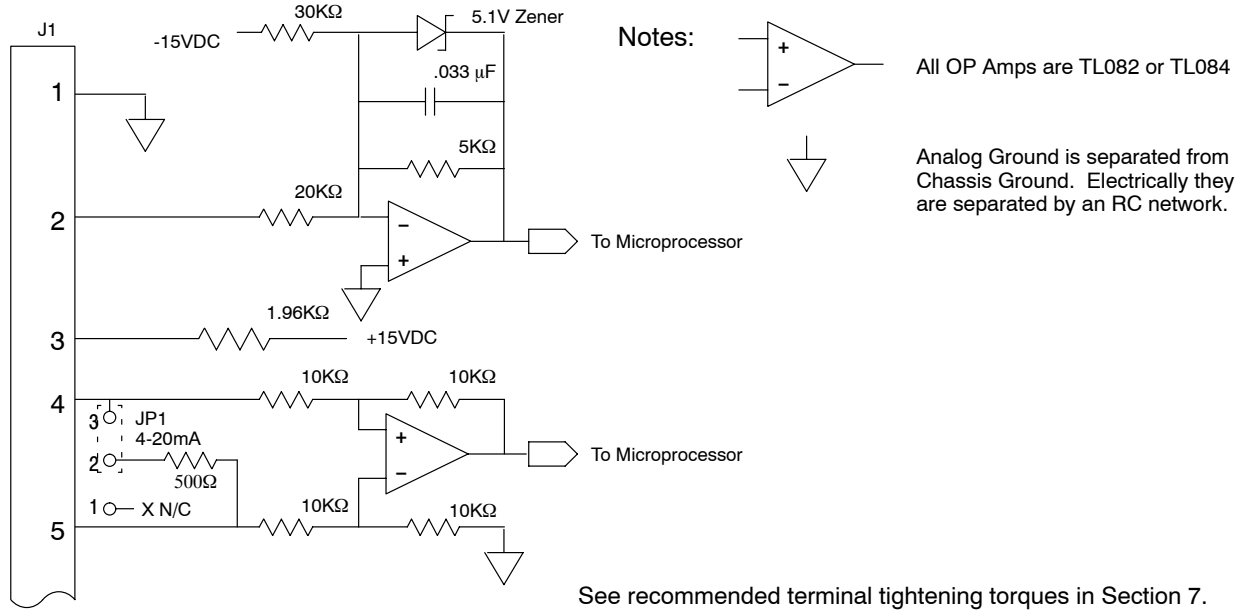 J1
1
2
3
4
5
30KΩ
-15VDC
5.1V Zener
.033 μF
5KΩ
20KΩ
−
+
To Microprocessor
1.96KΩ
+15VDC
10KΩ
10KΩ
3
JP1
4-20mA
2
500Ω
1
X N/C
+
−
To Microprocessor
10KΩ
10KΩ
Notes:
+
−
All OP Amps are TL082 or TL084
Analog Ground is separated from
Chassis Ground. Electrically they
are separated by an RC network.
See recommended terminal tightening torques in Section 7.